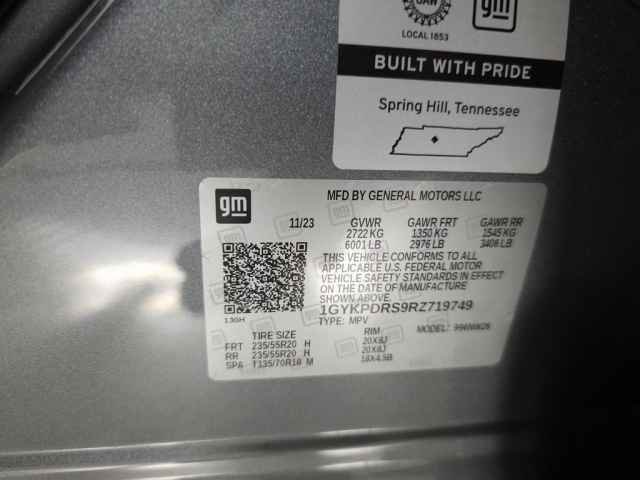 UAW
gm
LOCAL 1853
BUILT WITH PRIDE
Spring Hill, Tennessee
gm
MFD BY GENERAL MOTORS LLC
11/23 GVWR GAWR FRT GAWR RR
2722 KG 1350 KG 1545 KG
6001 LB 2976 LB 3406 LB
THIS VEHICLE CONFORMS TO ALL
APPLICABLE U.S. FEDERAL MOTOR
VEHICLE SAFETY STANDARDS IN EFFECT
ON THE DATE OF MANUFACTURE
SHOWN ABOVE.
1GYKPDRS9RZ719749
TYPE: MPV MODEL:
TIRE SIZE RIM
FRT 235/55R20 H 20X8J
RR 235/55R20 H 20X8J
SPA T135/70R18 M 18X4.5B